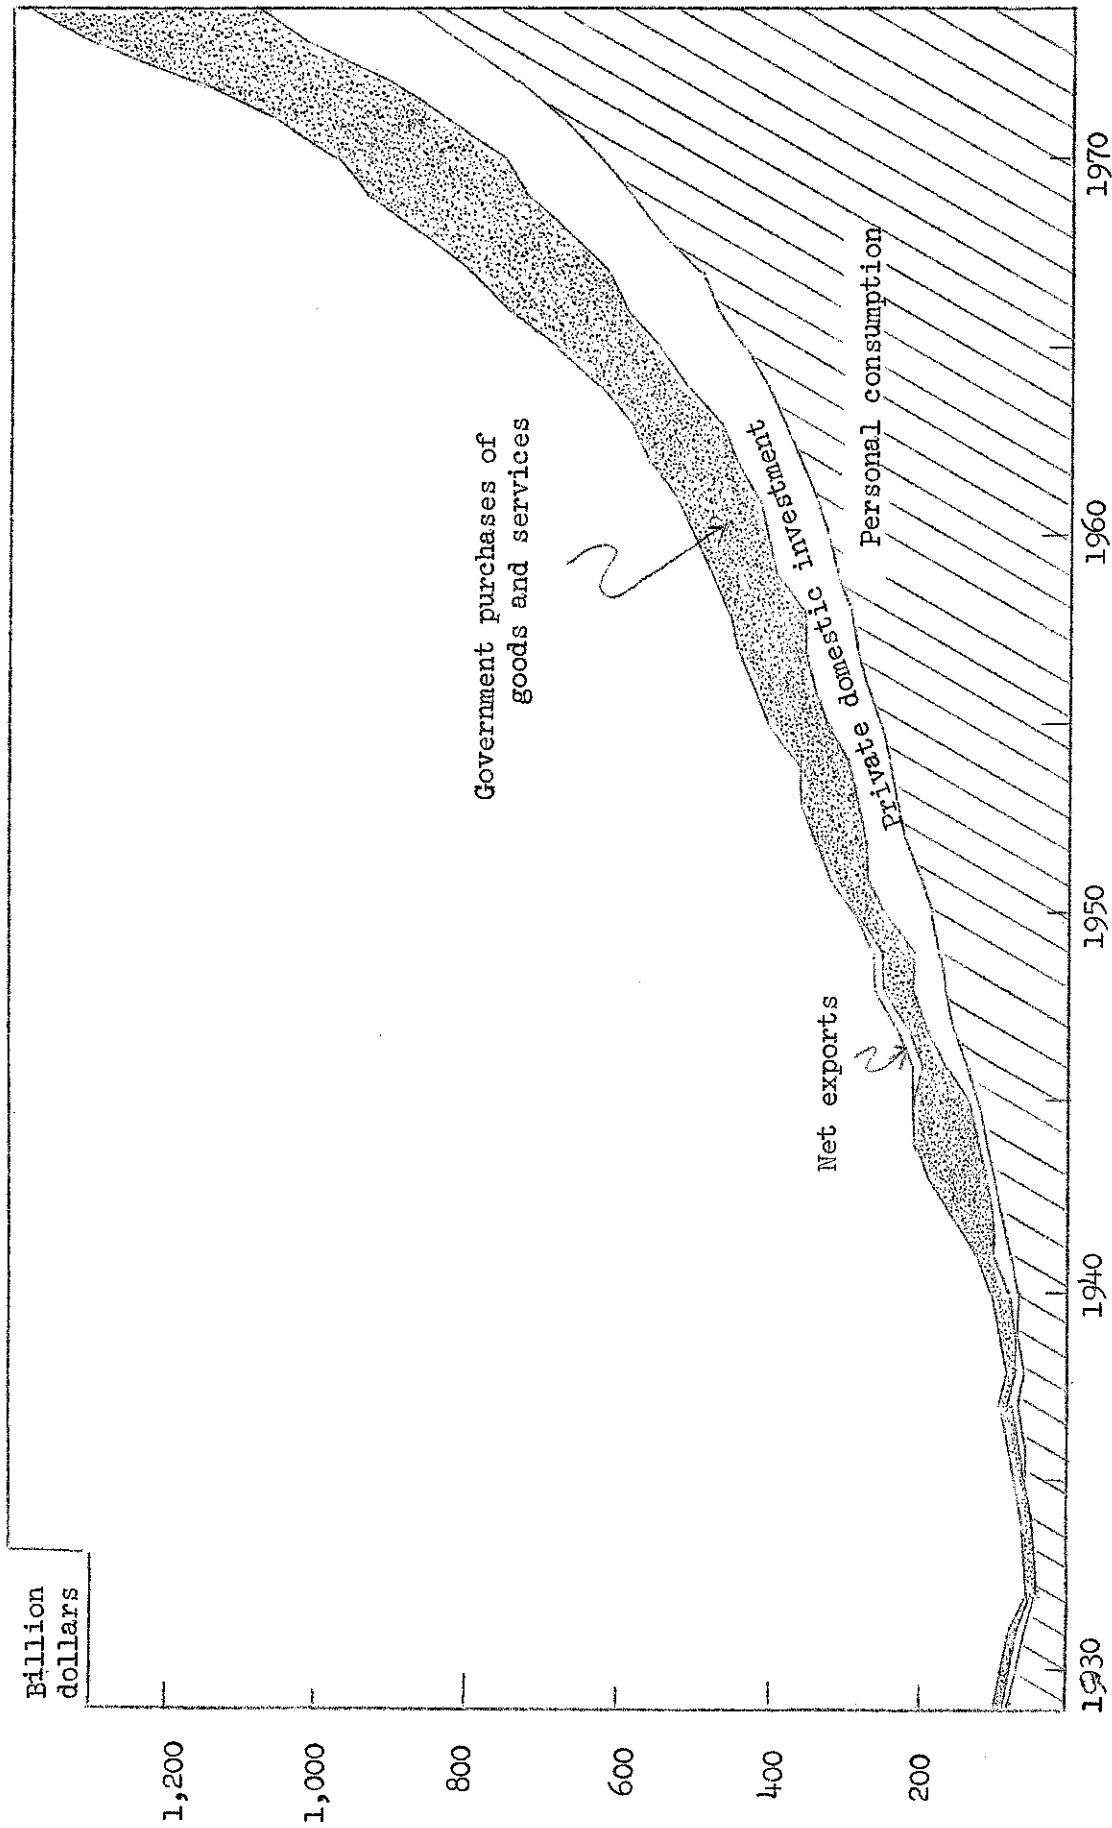 Billion
dollars
1,200
1,000
800
600
400
200
Government purchases of
goods and services
Net exports
Private domestic investment
Personal consumption
1930
1940
1950
1960
1970